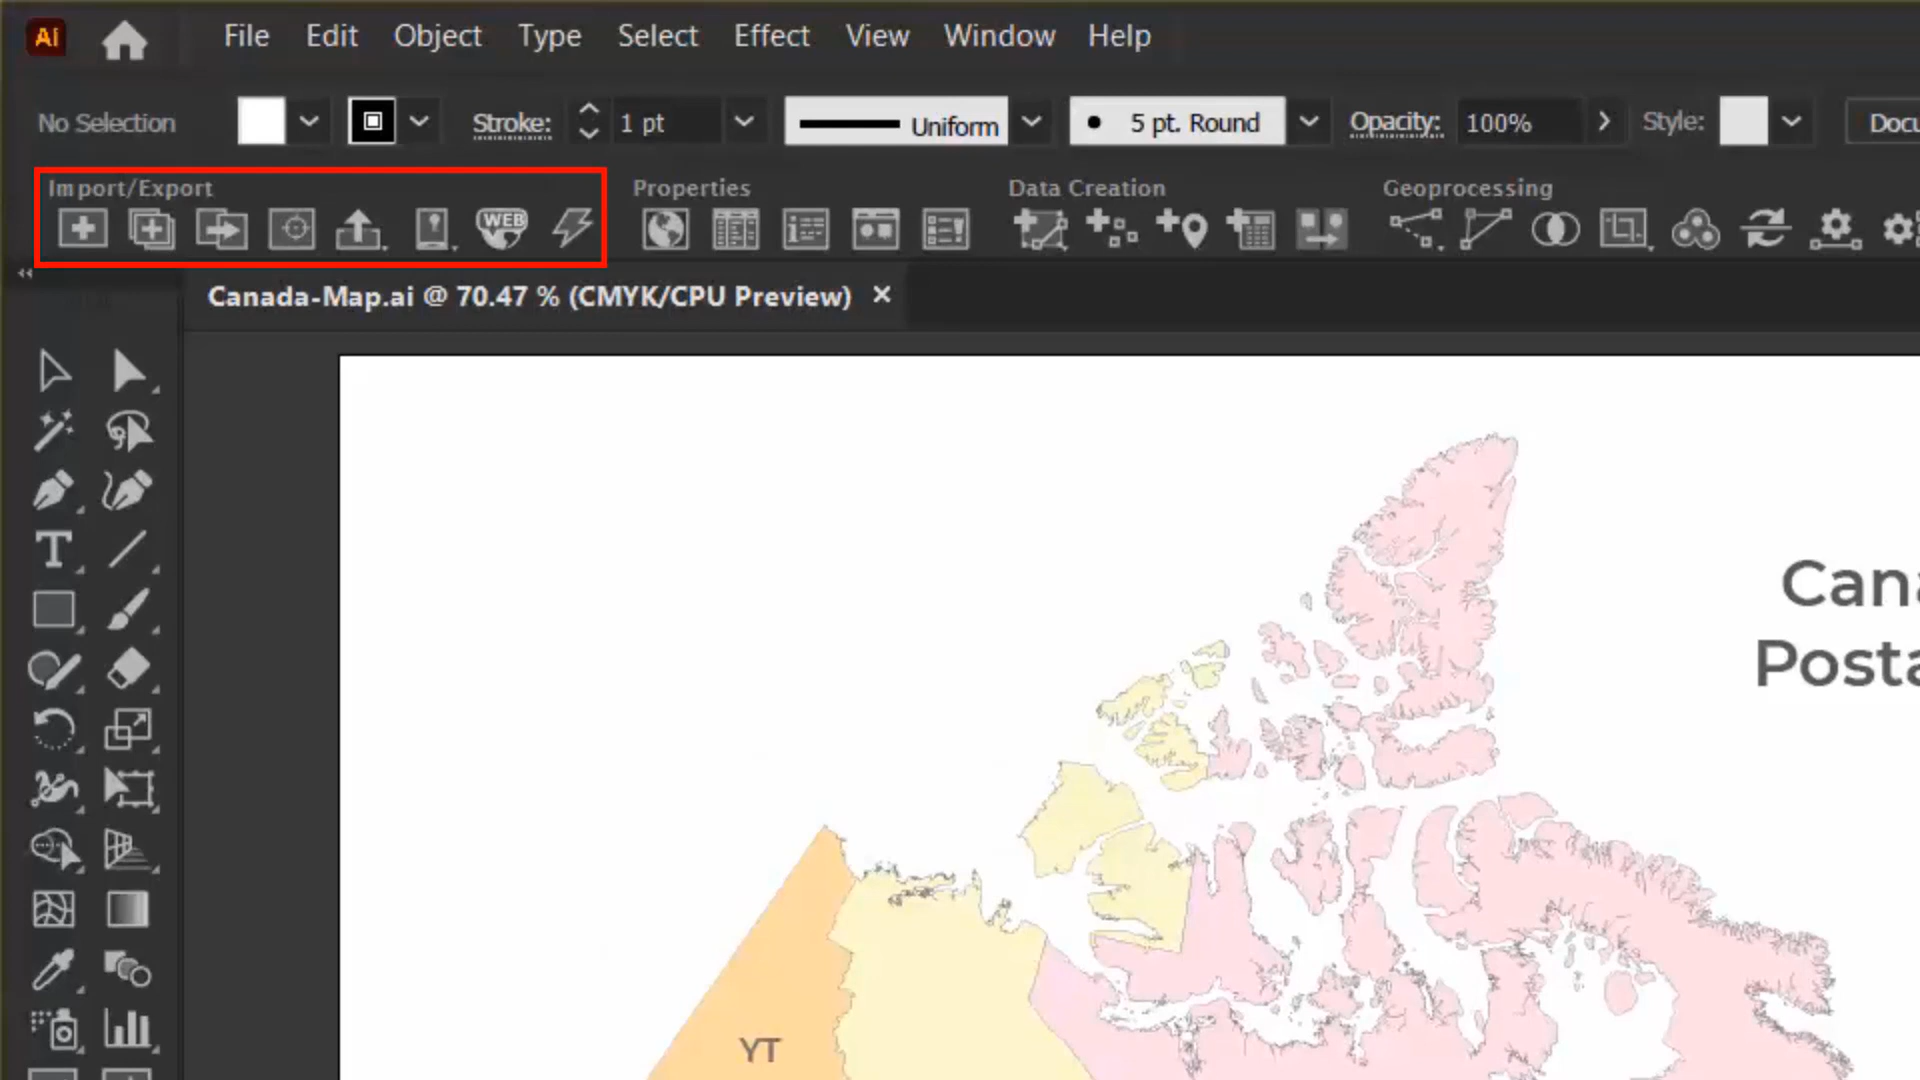 Ai File Edit Object Type Select Effect View Window Help
No Selection Stroke: 1 pt Uniform 5 pt. Round Opacity: 100% Style: Docu
Import/Export Properties Data Creation Geoprocessing
WEB
Canada-Map.ai @ 70.47 % (CMYK/CPU Preview) ×
Cana
Posta
YT